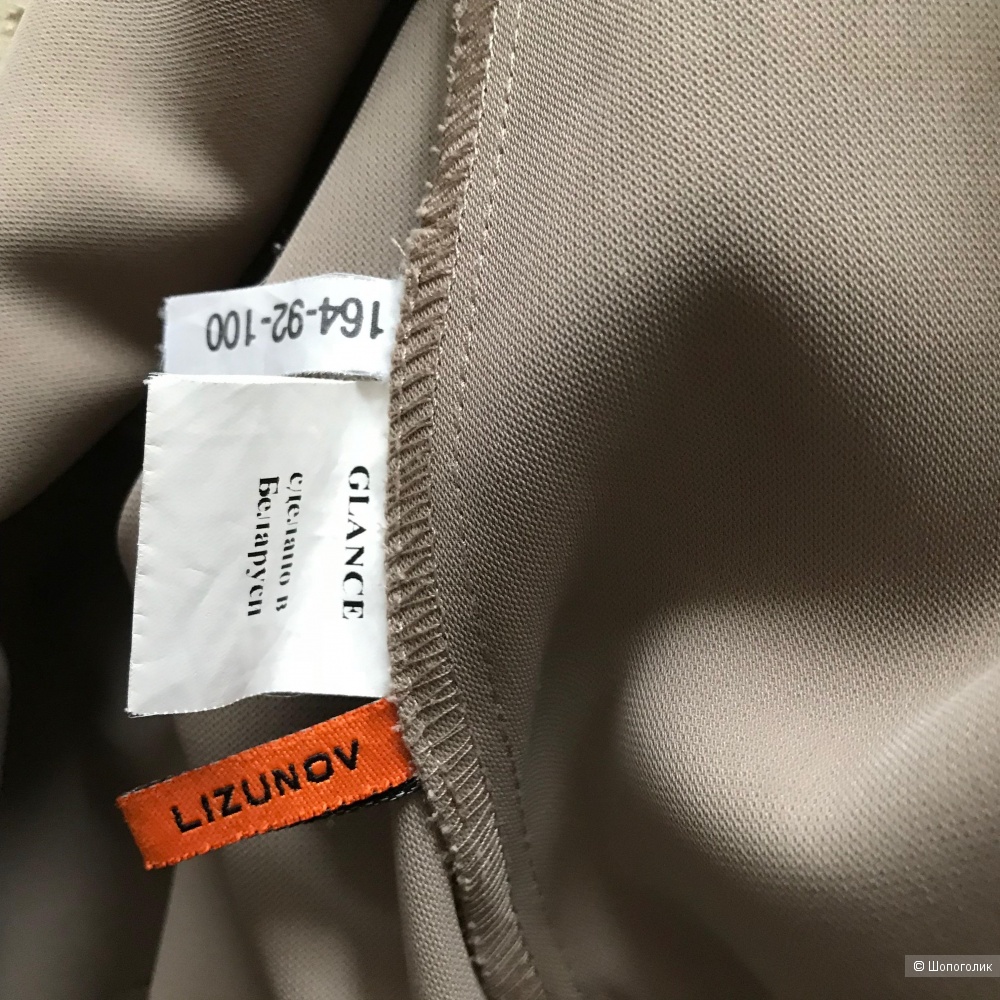 164-92-100
GLANCE
сделано в
Беларуси
LIZUNOV
© Шопоголик